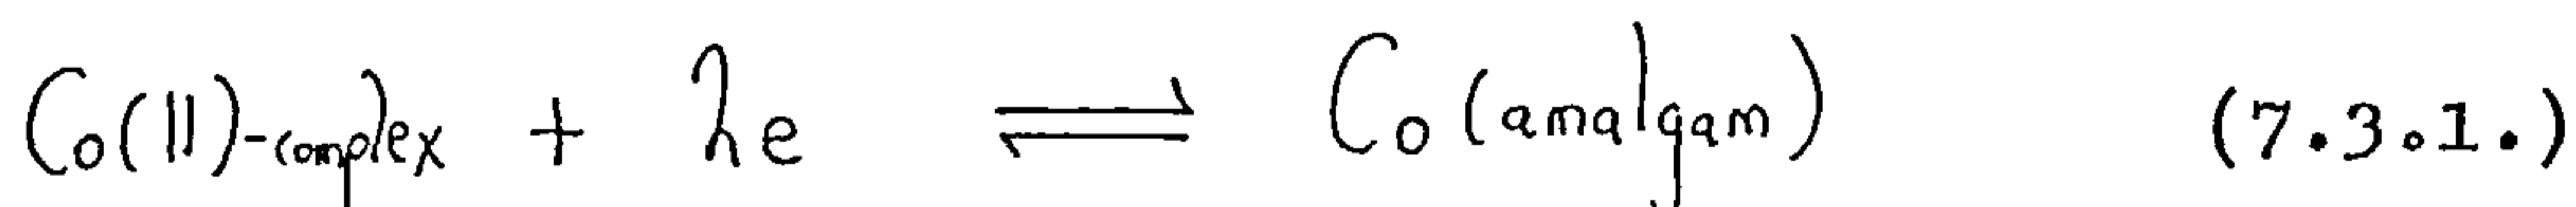 Co(II)-complex + 2e ⇌ Co(amalgam) (7.3.1.)